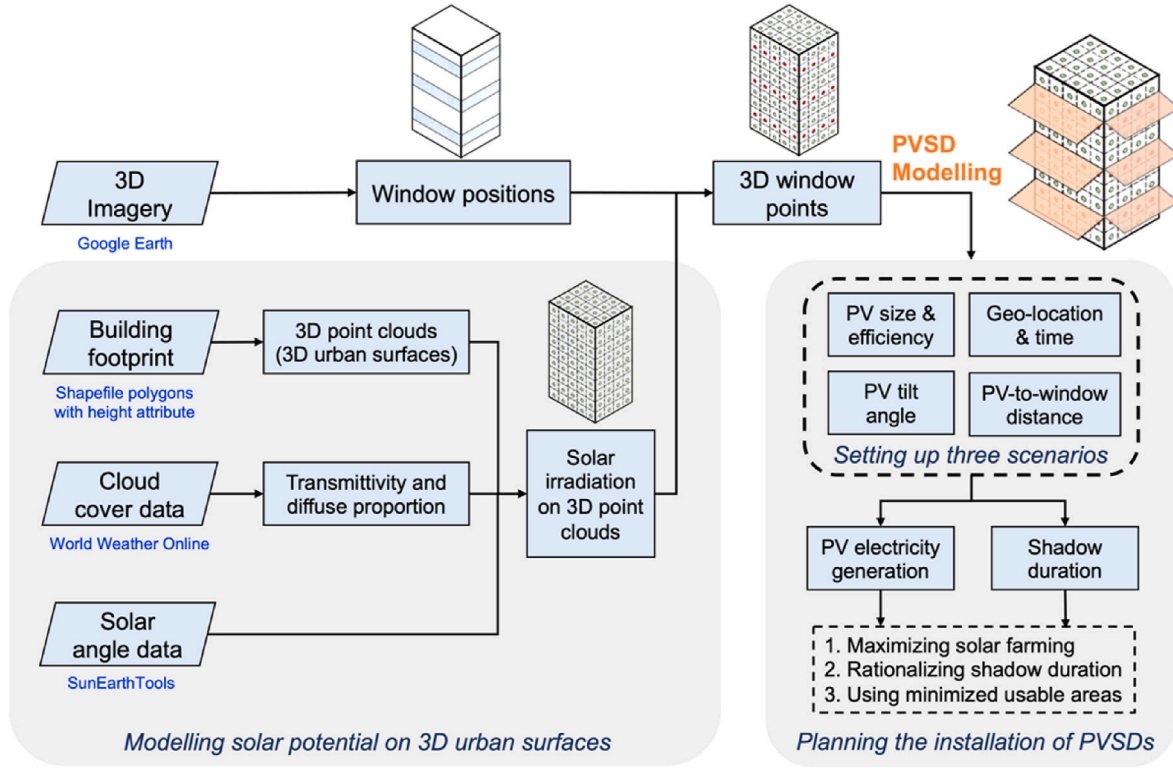 3D
Imagery
Google Earth
Window positions
3D window
points
PVSD
Modelling
Building
footprint
Shapefile polygons
with height attribute
3D point clouds
(3D urban surfaces)
Cloud
cover data
World Weather Online
Transmittivity and
diffuse proportion
Solar
irradiation
on 3D point
clouds
Solar
angle data
SunEarthTools
Modelling solar potential on 3D urban surfaces
PV size &
efficiency
Geo-location
& time
PV tilt
angle
PV-to-window
distance
Setting up three scenarios
PV electricity
generation
Shadow
duration
1. Maximizing solar farming
2. Rationalizing shadow duration
3. Using minimized usable areas
Planning the installation of PVSDs